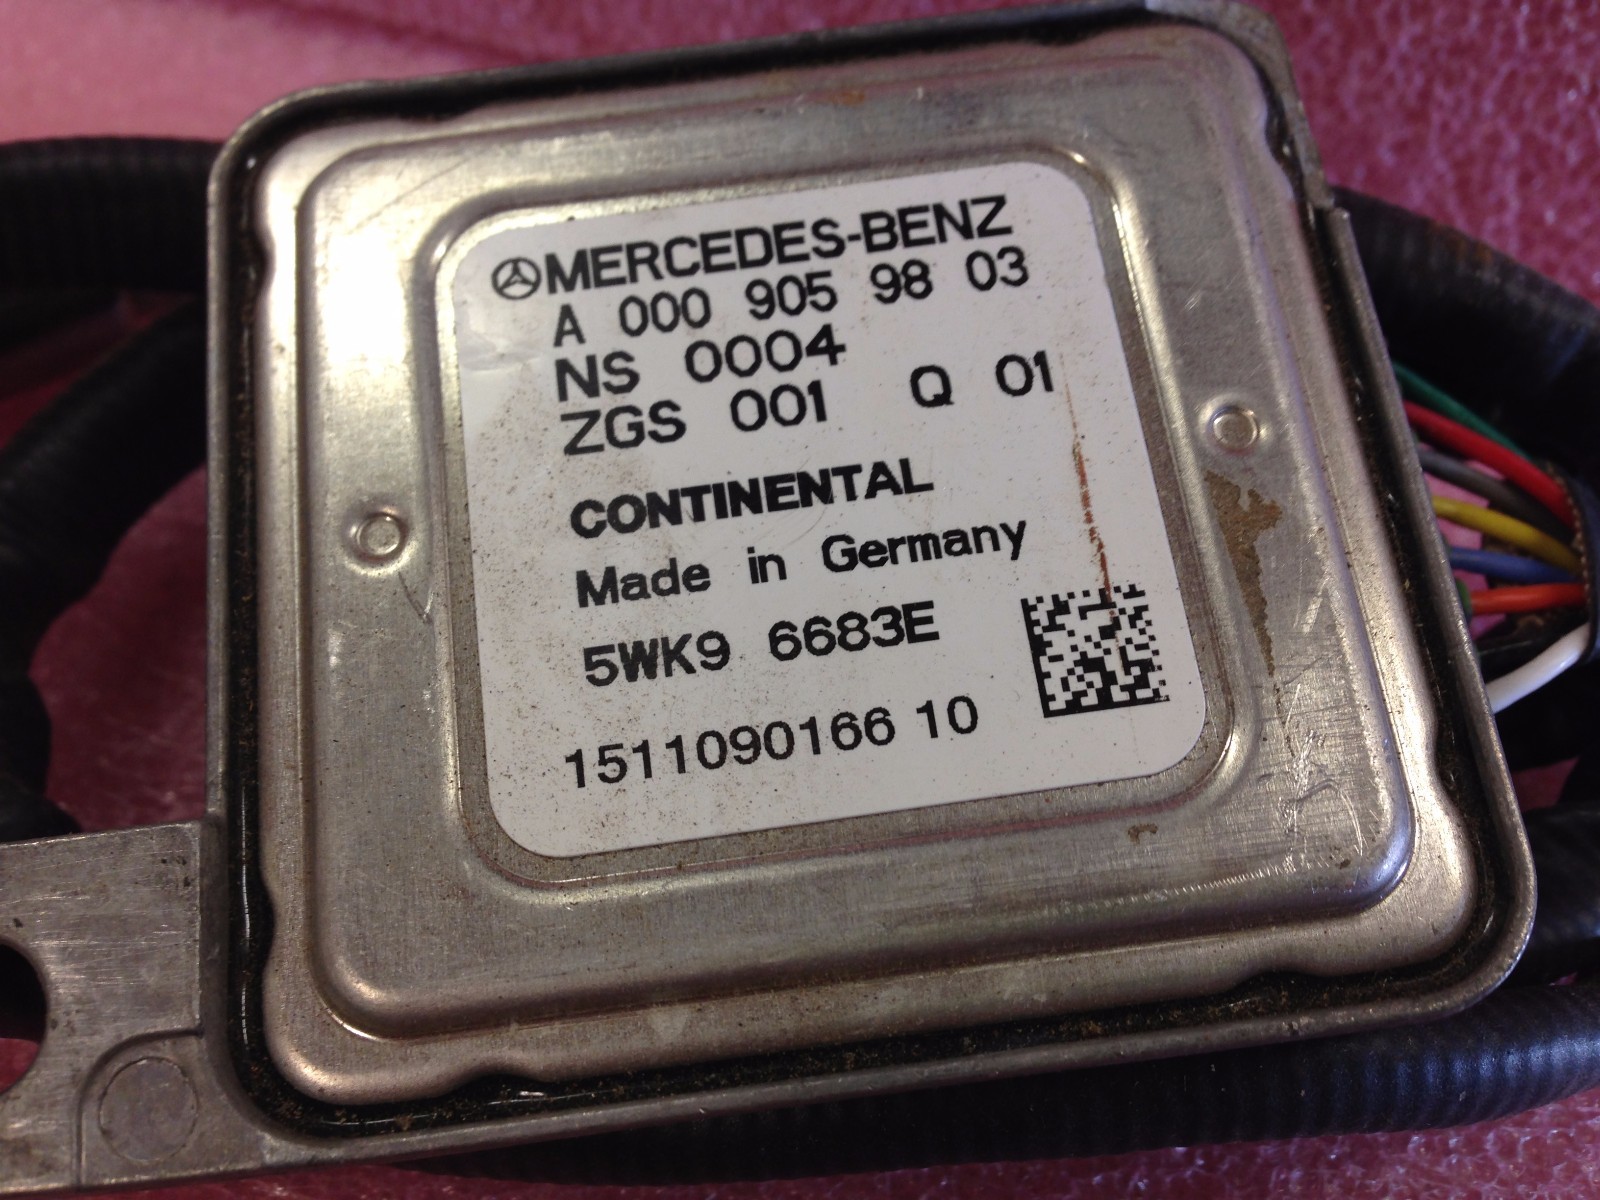 MERCEDES-BENZ
A 000 905 98 03
NS 0004
ZGS 001 Q 01
CONTINENTAL
Made in Germany
5WK9 6683E
1511090166 10